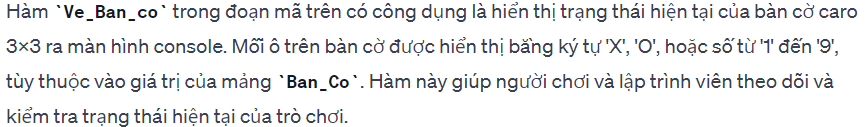 Hàm `Ve_Ban_co` trong đoạn mã trên có công dụng là hiển thị trạng thái hiện tại của bàn cờ caro
3×3 ra màn hình console. Mỗi ô trên bàn cờ được hiển thị bằng ký tự 'X', 'O', hoặc số từ '1' đến '9',
tùy thuộc vào giá trị của mảng `Ban_Co`. Hàm này giúp người chơi và lập trình viên theo dõi và
kiểm tra trạng thái hiện tại của trò chơi.